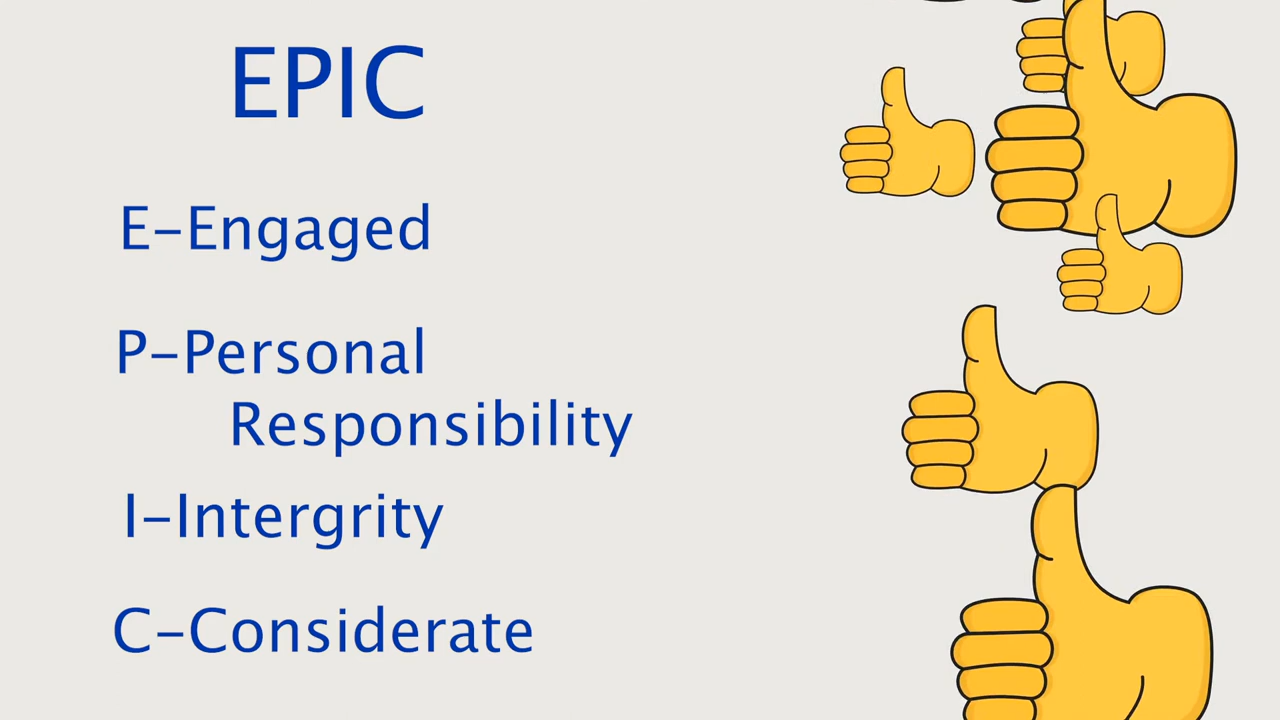 EPIC
E-Engaged
P-Personal
Responsibility
I-Intergrity
C-Considerate